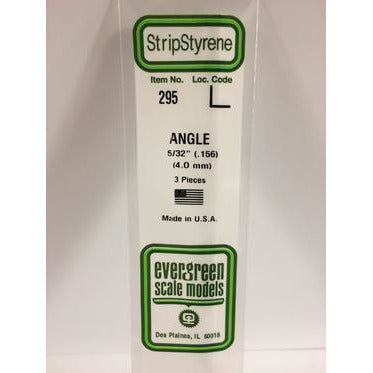 StripStyrene
Item No. Loc. Code
295 L
ANGLE
5/32" (.156)
(4.0 mm)
3 Pieces
Made in U.S.A.
evergreen
scale models
Des Plaines, IL 60018